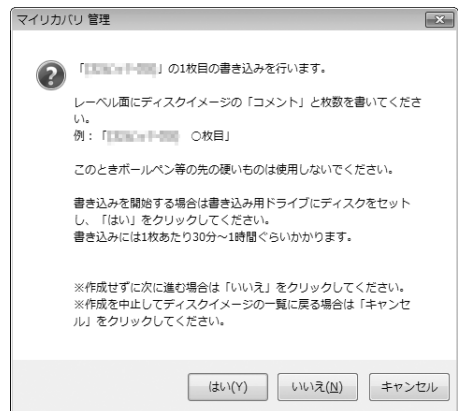 マイリカバリ 管理
「 」の1枚目の書き込みを行います。
レーベル面にディスクイメージの「コメント」と枚数を書いてくださ
い。
例：「 ○枚目」
このときボールペン等の先の硬いものは使用しないでください。
書き込みを開始する場合は書き込み用ドライブにディスクをセット
し、「はい」をクリックしてください。
書き込みには1枚あたり30分～1時間ぐらいかかります。
※作成せずに次に進む場合は「いいえ」をクリックしてください。
※作成を中止してディスクイメージの一覧に戻る場合は「キャンセ
ル」をクリックしてください。
はい(Y) いいえ(N) キャンセル